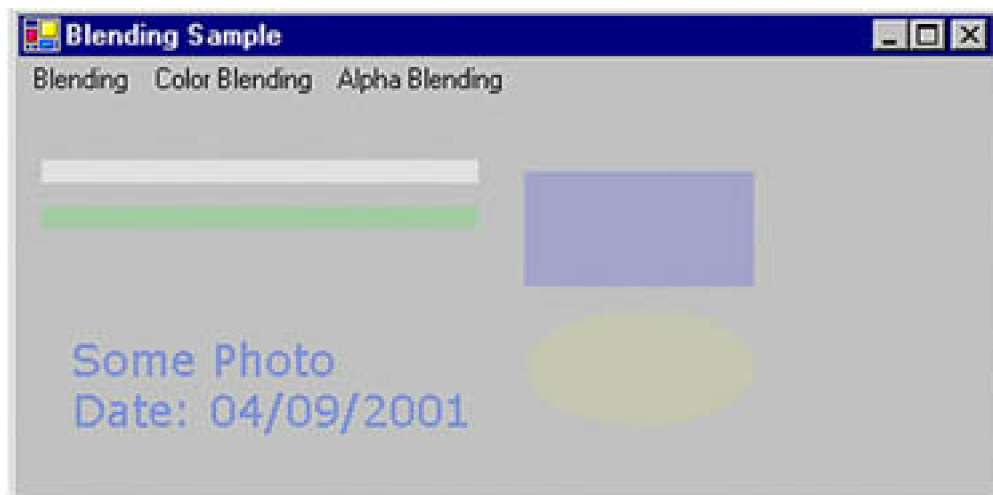 Blending Sample
Blending Color Blending Alpha Blending
Some Photo
Date: 04/09/2001